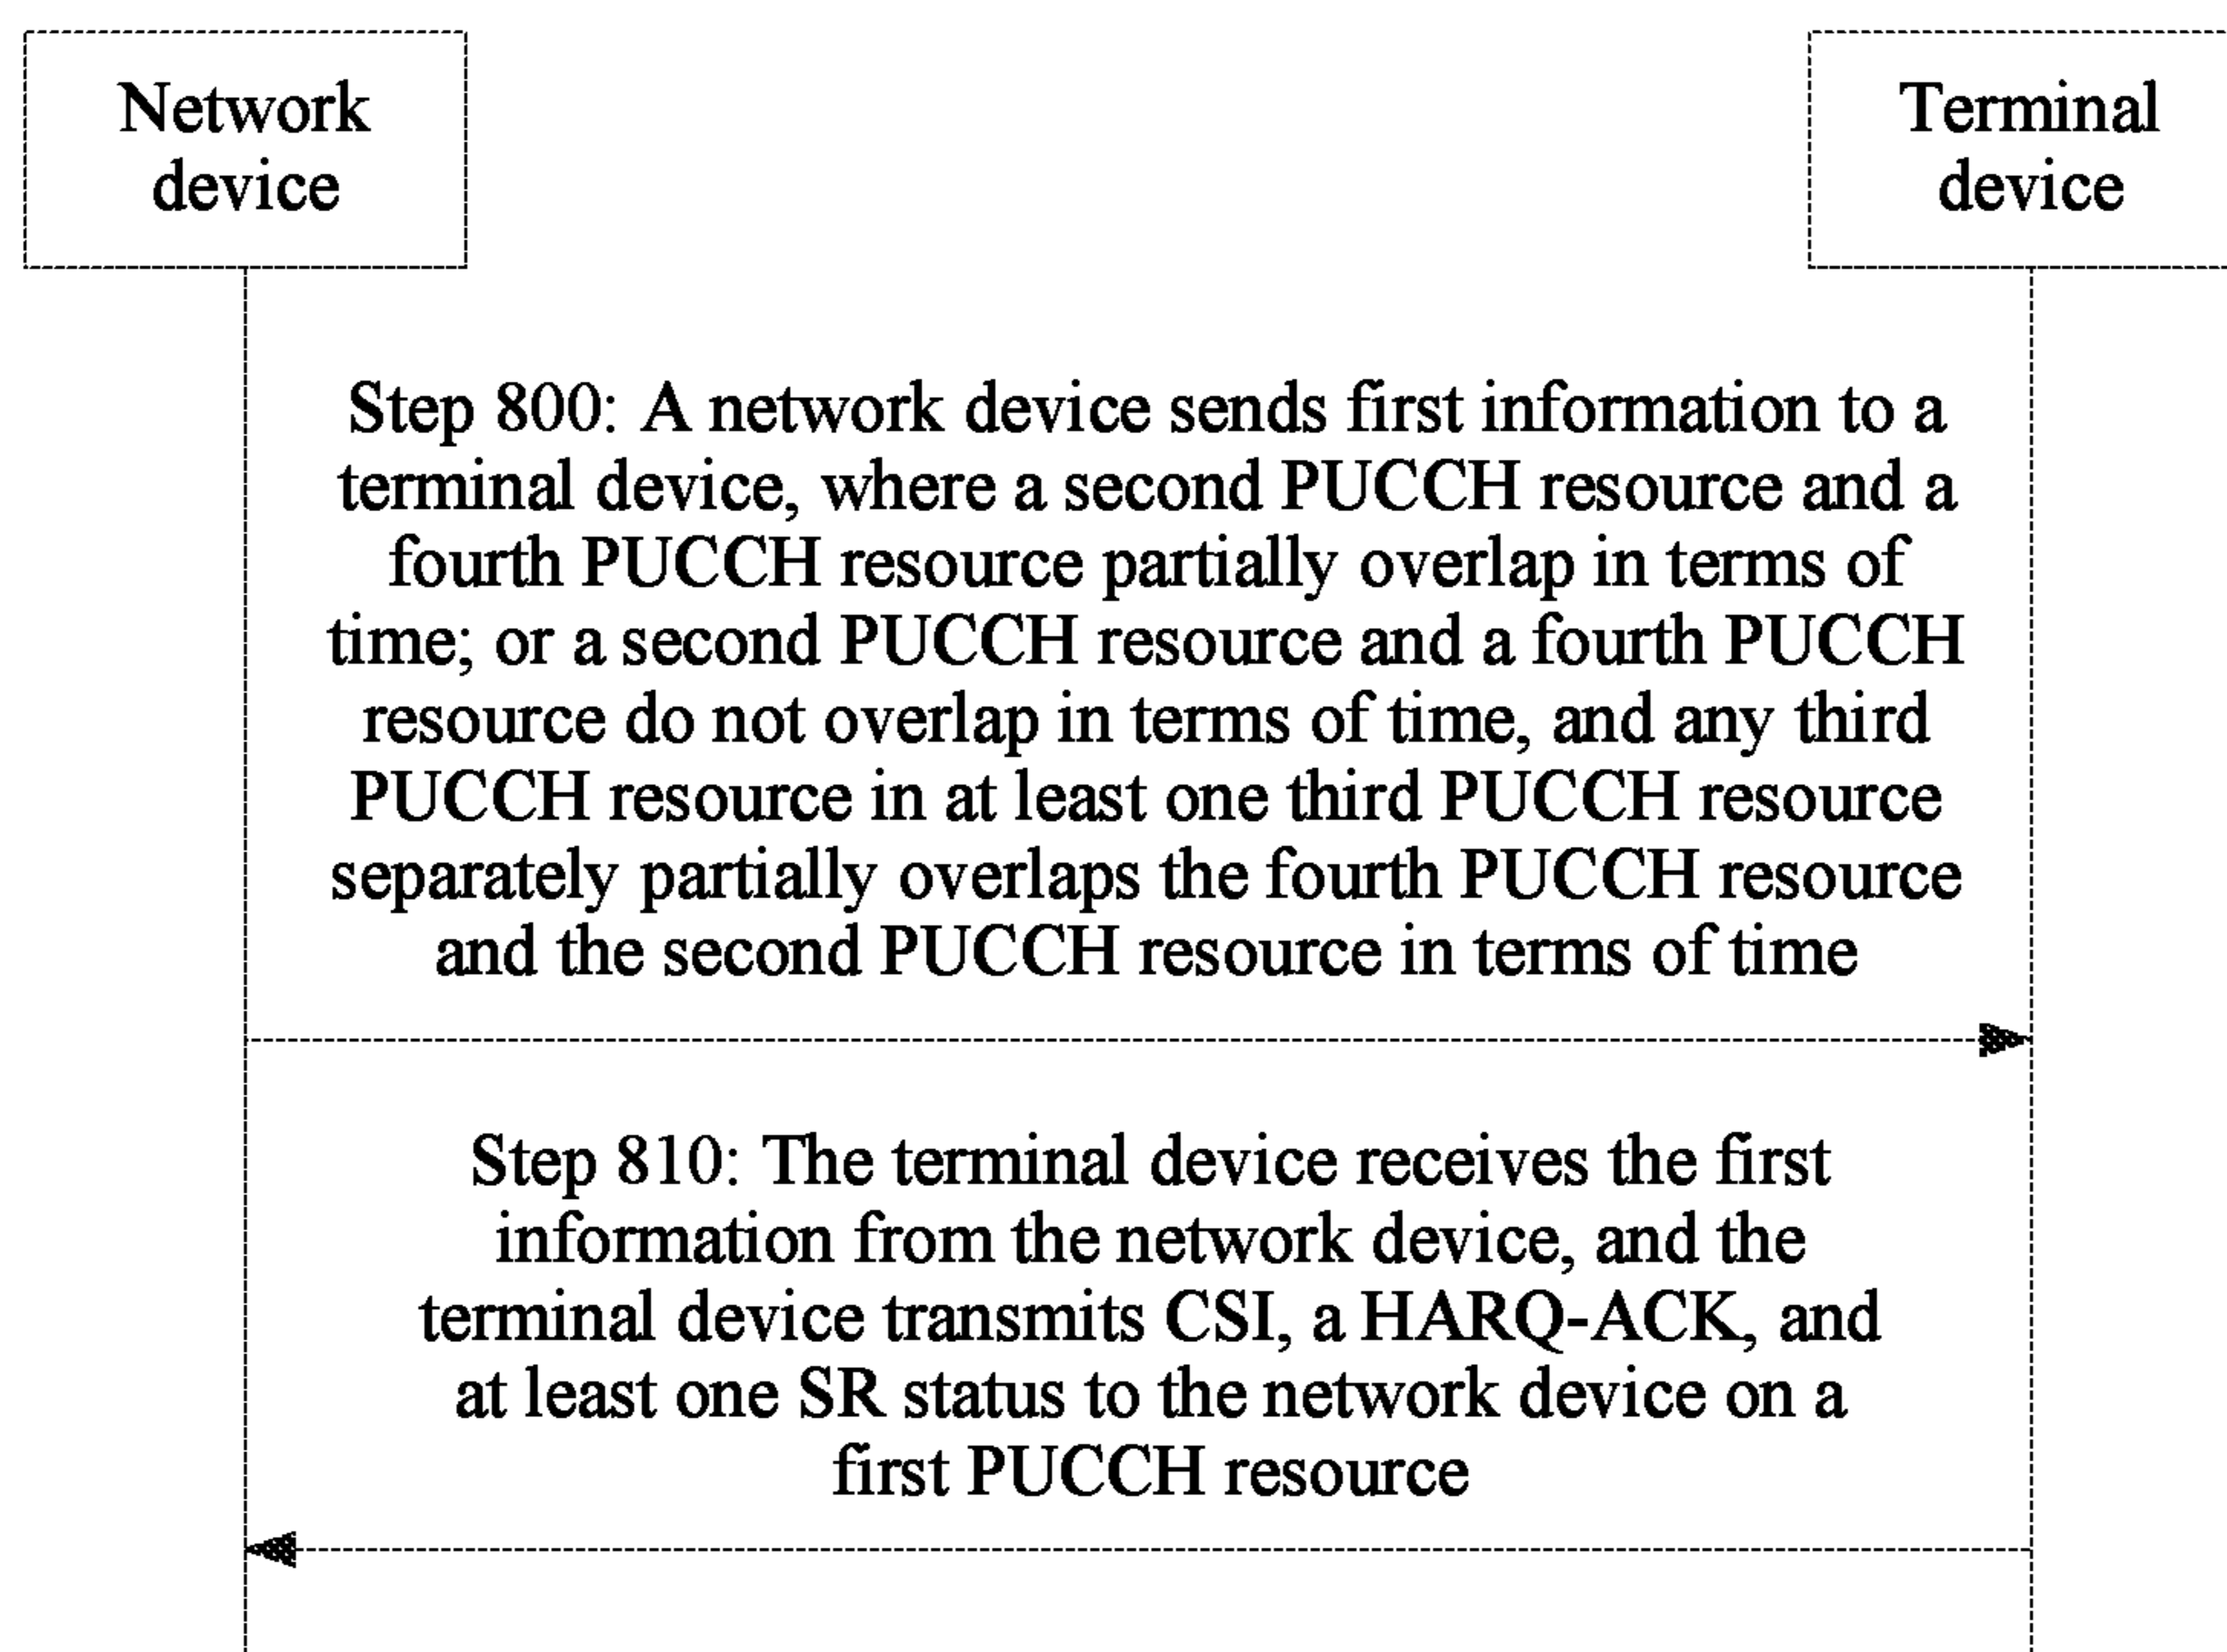 Network
device
Terminal
device
Step 800: A network device sends first information to a
terminal device, where a second PUCCH resource and a
fourth PUCCH resource partially overlap in terms of
time; or a second PUCCH resource and a fourth PUCCH
resource do not overlap in terms of time, and any third
PUCCH resource in at least one third PUCCH resource
separately partially overlaps the fourth PUCCH resource
and the second PUCCH resource in terms of time
Step 810: The terminal device receives the first
information from the network device, and the
terminal device transmits CSI, a HARQ-ACK, and
at least one SR status to the network device on a
first PUCCH resource